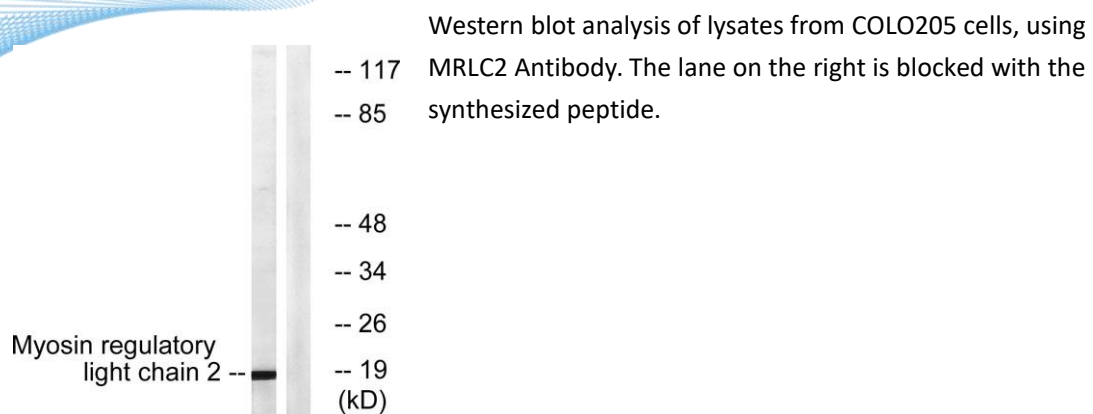 Western blot analysis of lysates from COLO205 cells, using
MRLC2 Antibody. The lane on the right is blocked with the
synthesized peptide.
-- 117
-- 85
-- 48
-- 34
-- 26
Myosin regulatory
light chain 2 --
-- 19
(kD)